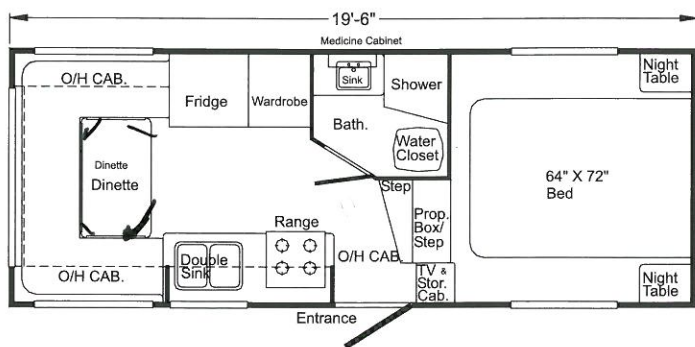 19'-6"
Medicine Cabinet
O/H CAB.
Fridge
Wardrobe
Sink
Shower
Night
Table
Bath.
Water
Closet
Dinette
Dinette
64" X 72"
Bed
Step
Range
Prop.
Box/
Step
Double
Sink
O/H CAB.
O/H CAB.
TV &
Stor.
Cab.
Night
Table
Entrance